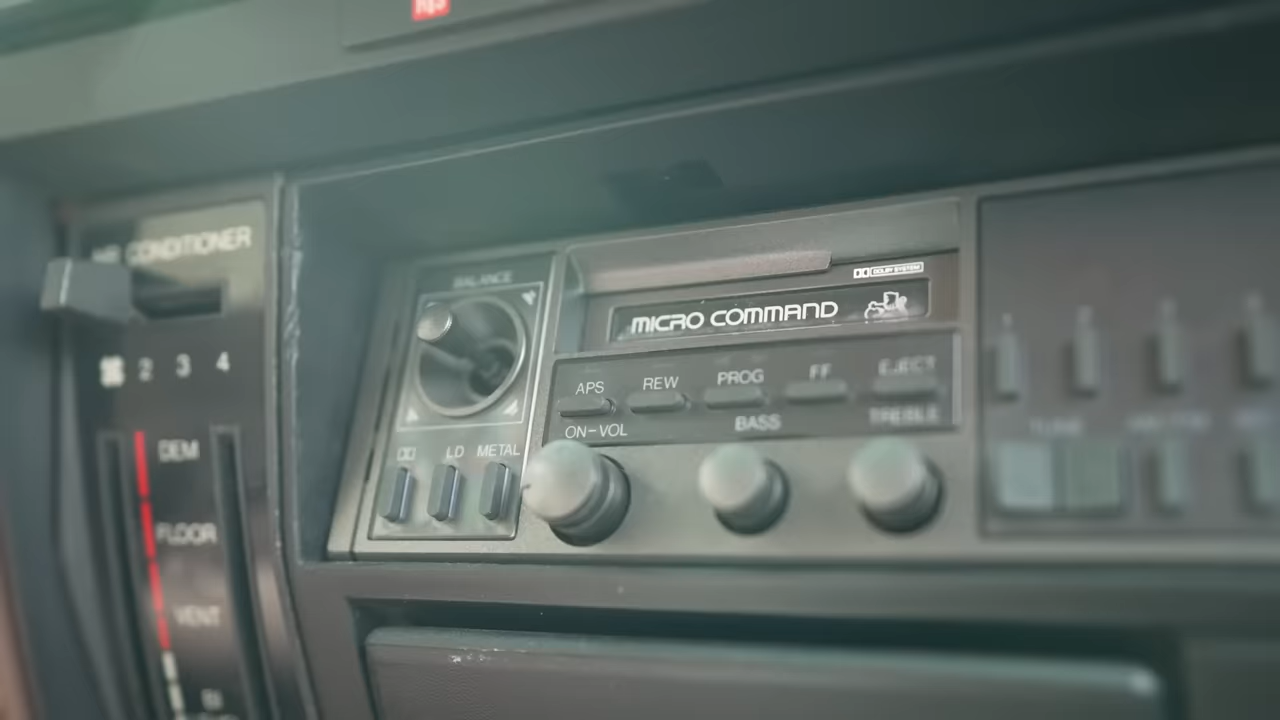 CONDITIONER
2 3 4
DEM
FLOOR
VENT
BALANCE
LD METAL
DOLBY SYSTEM
MICRO COMMAND
APS REW PROG FF EJECT
ON-VOL BASS TREBLE